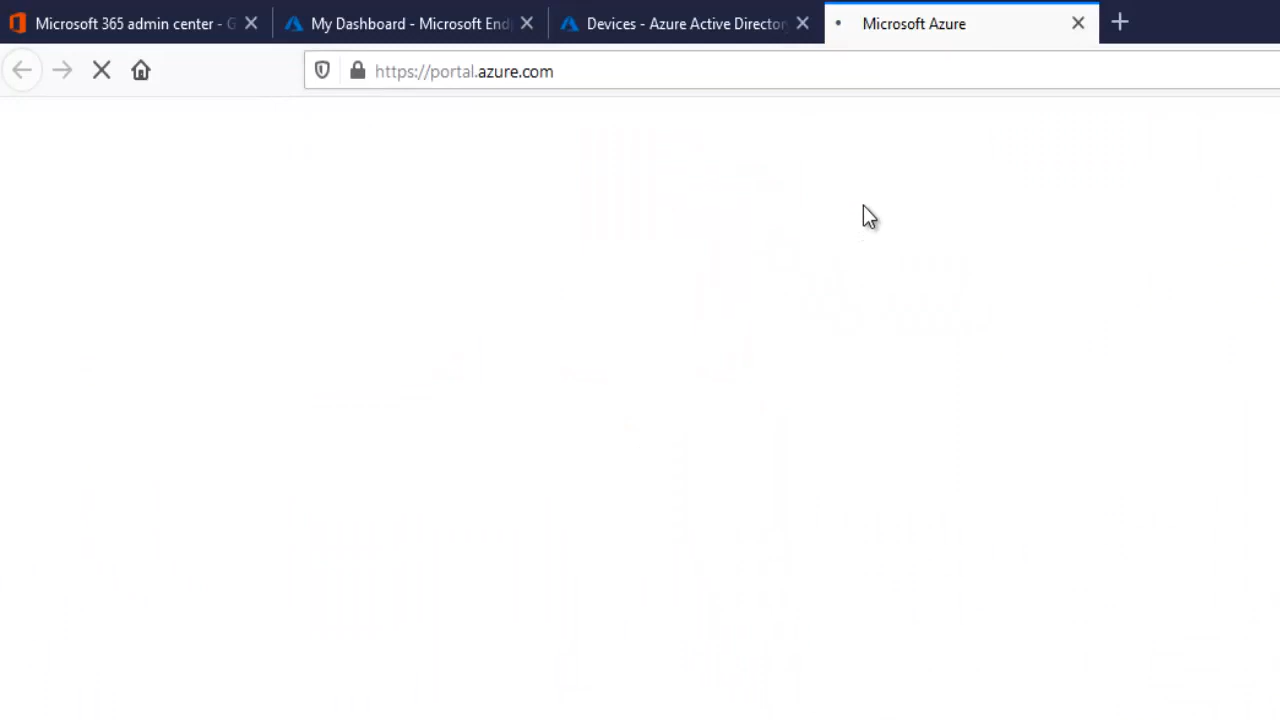 Microsoft 365 admin center - G
My Dashboard - Microsoft End
Devices - Azure Active Director
Microsoft Azure
https://portal.azure.com